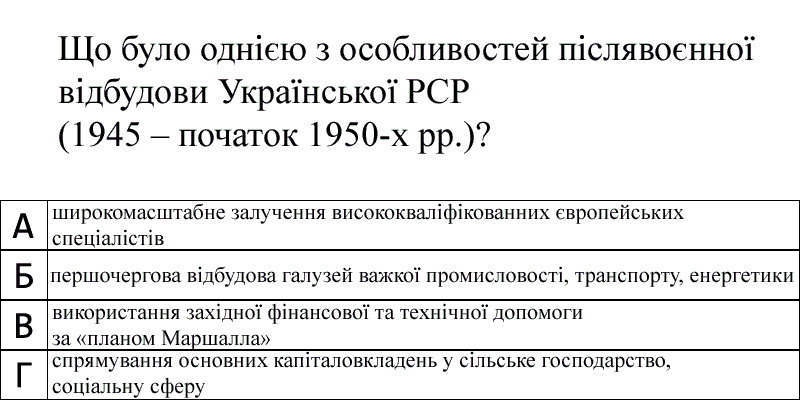 Що було однією з особливостей післявоєнної
відбудови Української РСР
(1945 – початок 1950-х рр.)?
А
широкомасштабне залучення висококваліфікованних європейських
спеціалістів
Б
першочергова відбудова галузей важкої промисловості, транспорту, енергетики
В
використання західної фінансової та технічної допомоги
за «планом Маршалла»
Г
спрямування основних капіталовкладень у сільське господарство,
соціальну сферу